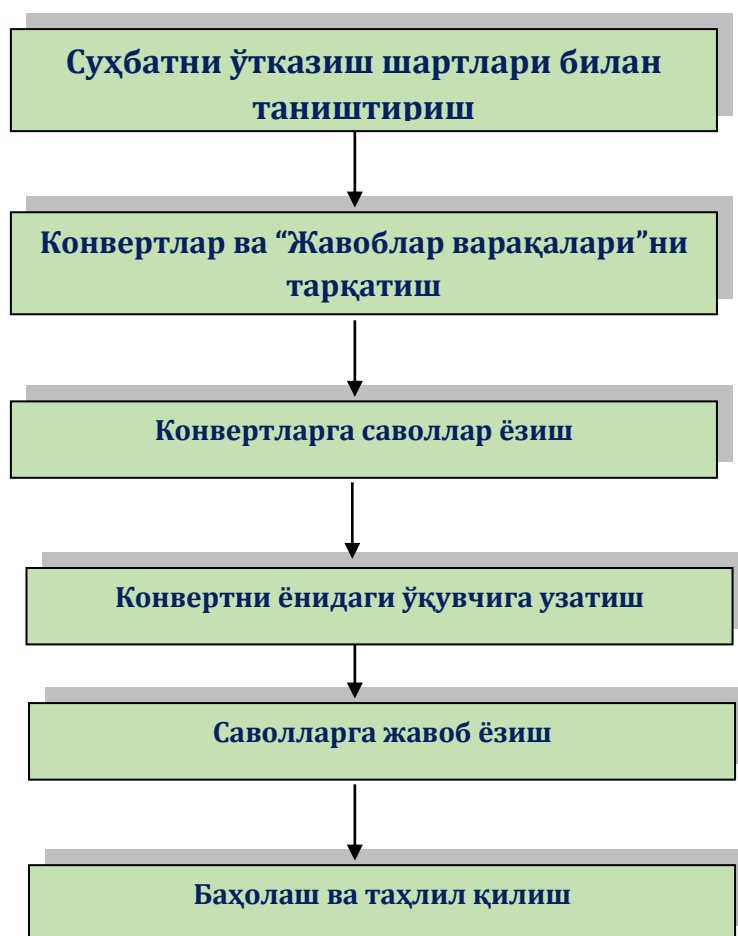 Суҳбатни ўтказиш шартлари билан
таништириш
Конвертлар ва “Жавоблар варақалари”ни
тарқатиш
Конвертларга саволлар ёзиш
Конвертни ёнидаги ўқувчига узатиш
Саволларга жавоб ёзиш
Баҳолаш ва таҳлил қилиш